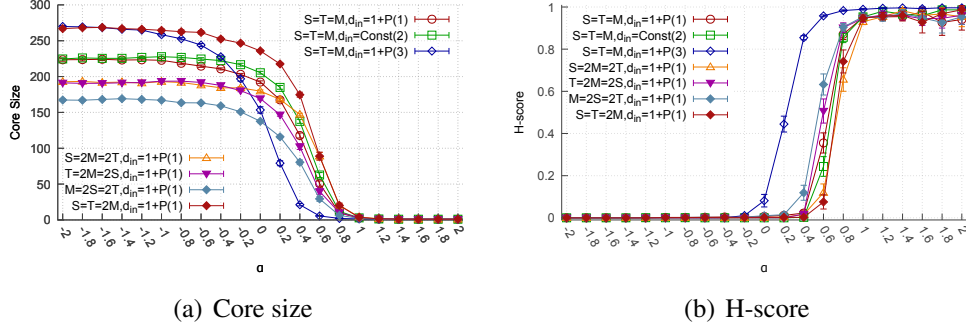 300
250
200
150
100
50
0
Core Size
S=T=M,din=1+P(1)
S=T=M,din=Const(2)
S=T=M,din=1+P(3)
S=2M=2T,din=1+P(1)
T=2M=2S,din=1+P(1)
M=2S=2T,din=1+P(1)
S=T=2M,din=1+P(1)
-2 -1.8 -1.6 -1.4 -1.2 -1 -0.8 -0.6 -0.4 -0.2 0 0.2 0.4 0.6 0.8 1 1.2 1.4 1.6 1.8 2
α
(a) Core size
1
0.8
0.6
0.4
0.2
0
H-score
S=T=M,din=1+P(1)
S=T=M,din=Const(2)
S=T=M,din=1+P(3)
S=2M=2T,din=1+P(1)
T=2M=2S,din=1+P(1)
M=2S=2T,din=1+P(1)
S=T=2M,din=1+P(1)
-2 -1.8 -1.6 -1.4 -1.2 -1 -0.8 -0.6 -0.4 -0.2 0 0.2 0.4 0.6 0.8 1 1.2 1.4 1.6 1.8 2
α
(b) H-score